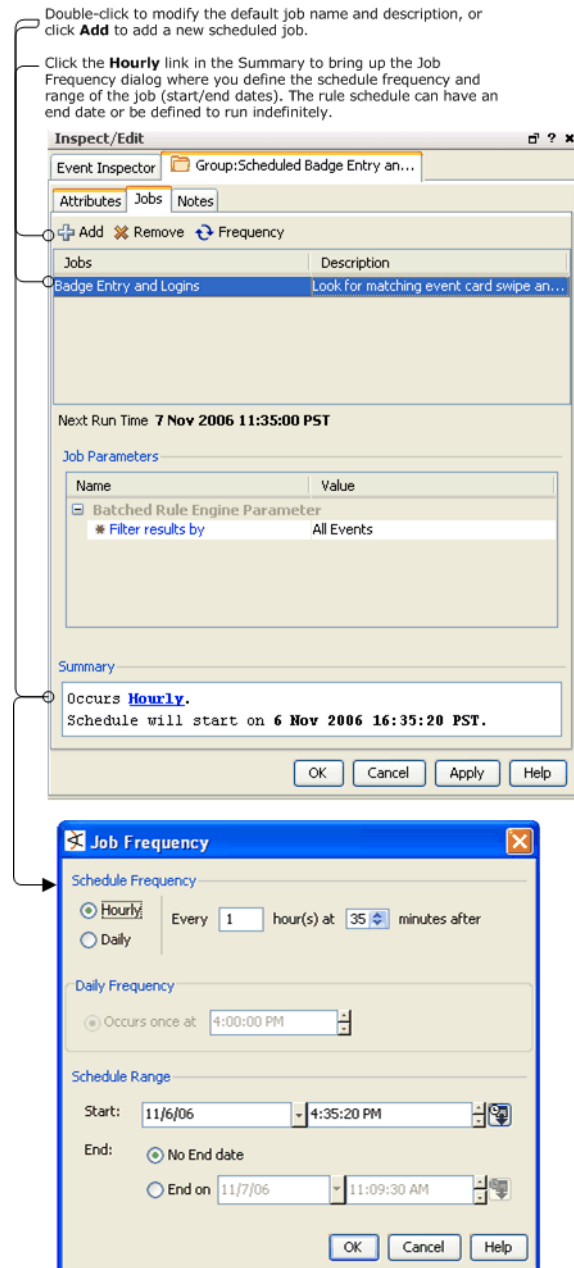 Double-click to modify the default job name and description, or
click Add to add a new scheduled job.
Click the Hourly link in the Summary to bring up the Job
Frequency dialog where you define the schedule frequency and
range of the job (start/end dates). The rule schedule can have an
end date or be defined to run indefinitely.
Inspect/Edit
Event Inspector Group:Scheduled Badge Entry an...
Attributes Jobs Notes
Add Remove Frequency
Jobs Description
Badge Entry and Logins Look for matching event card swipe an...
Next Run Time 7 Nov 2006 11:35:00 PST
Job Parameters
Name Value
Batched Rule Engine Parameter
Filter results by All Events
Summary
Occurs Hourly.
Schedule will start on 6 Nov 2006 16:35:20 PST.
OK Cancel Apply Help
Job Frequency
Schedule Frequency
Hourly Every 1 hour(s) at 35 minutes after
Daily
Daily Frequency
Occurs once at 4:00:00 PM
Schedule Range
Start: 11/6/06 4:35:20 PM
End: No End date
End on 11/7/06 11:09:30 AM
OK Cancel Help